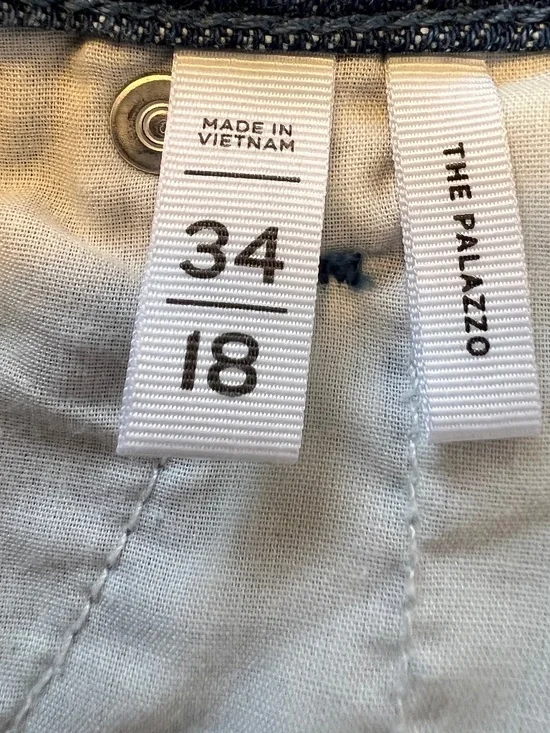 MADE IN
VIETNAM
34
18
THE PALAZZO